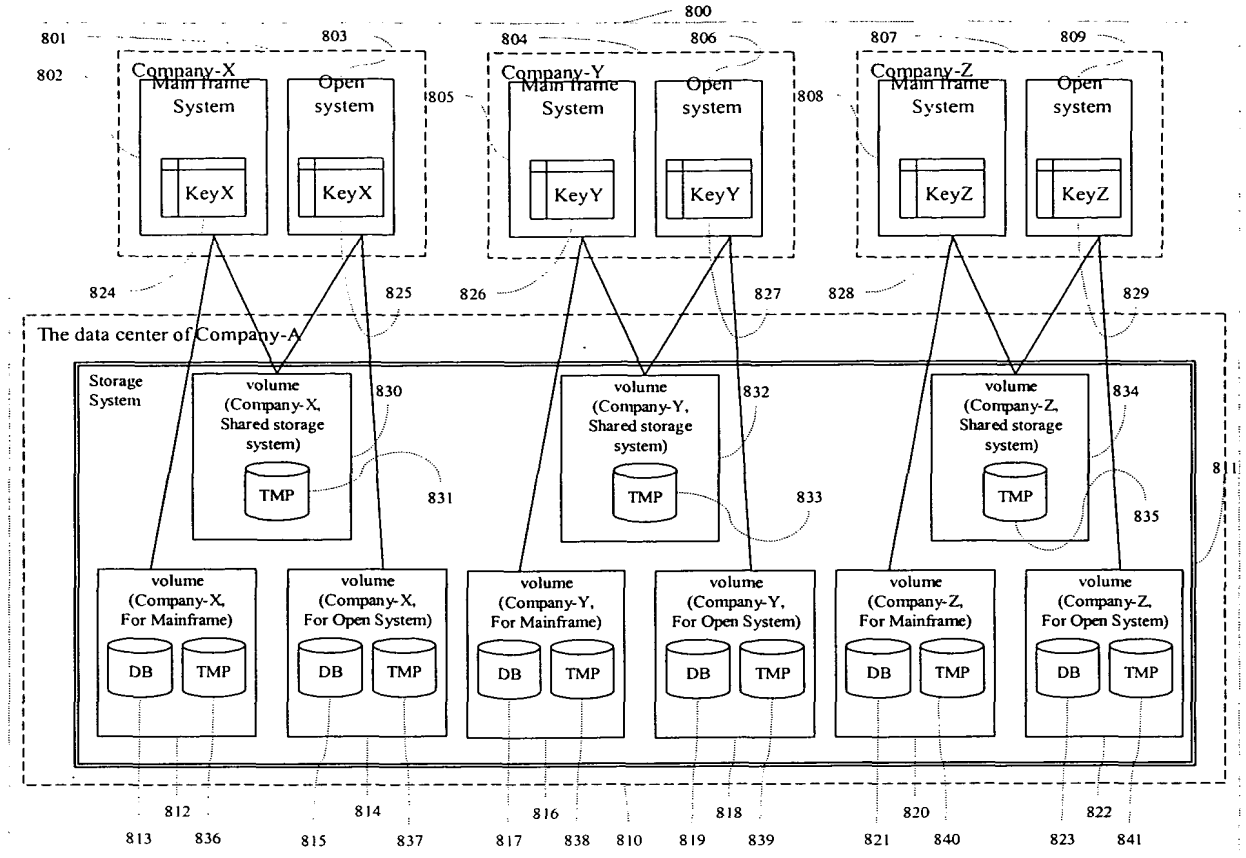 800
801
803
804
806
807
809
802
Company-X
Main frame
System
Open
system
805
Company-Y
Main frame
System
Open
system
808
Company-Z
Main frame
System
Open
system
KeyX
KeyX
KeyY
KeyY
KeyZ
KeyZ
824
825
826
827
828
829
The data center of Company-A
Storage
System
volume
(Company-X,
Shared storage
system)
TMP
830
831
volume
(Company-Y,
Shared storage
system)
TMP
832
833
volume
(Company-Z,
Shared storage
system)
TMP
834
835
811
volume
(Company-X,
For Mainframe)
DB
TMP
volume
(Company-X,
For Open System)
DB
TMP
volume
(Company-Y,
For Mainframe)
DB
TMP
volume
(Company-Y,
For Open System)
DB
TMP
volume
(Company-Z,
For Mainframe)
DB
TMP
volume
(Company-Z,
For Open System)
DB
TMP
812
814
816
818
820
822
813
836
815
837
817
838
810
819
839
821
840
823
841